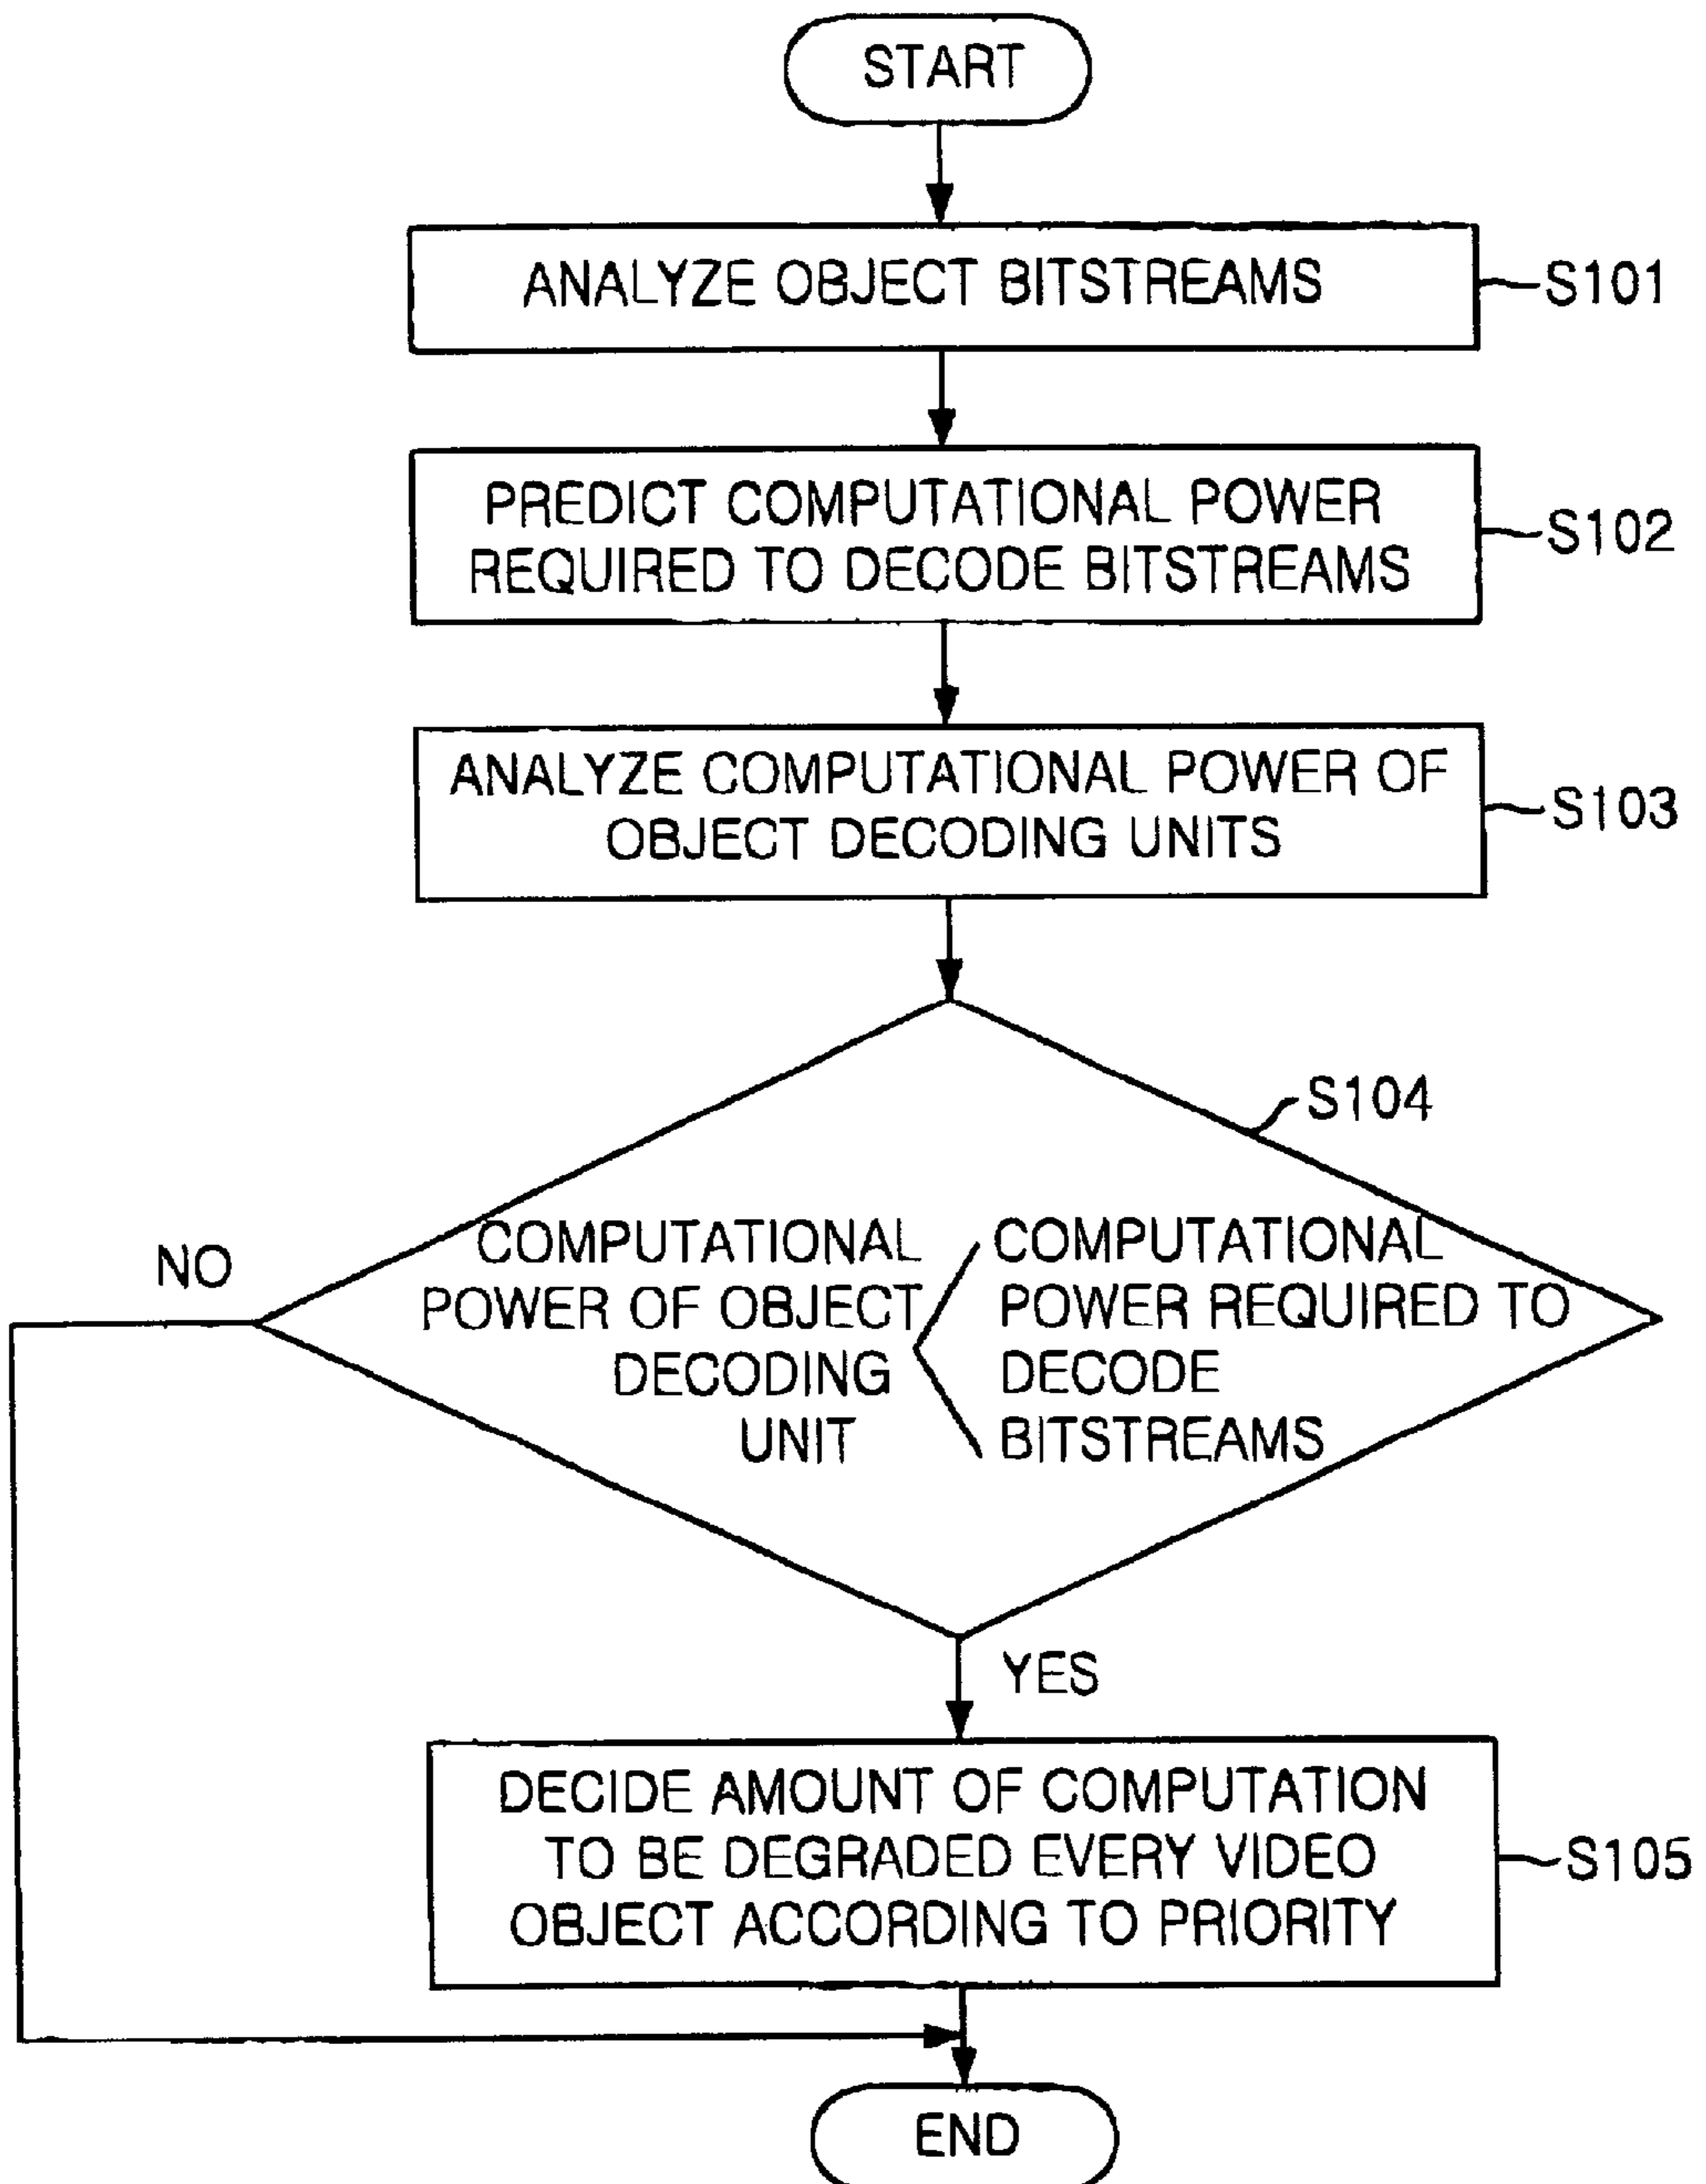 START
ANALYZE OBJECT BITSTREAMS
S101
PREDICT COMPUTATIONAL POWER
REQUIRED TO DECODE BITSTREAMS
S102
ANALYZE COMPUTATIONAL POWER OF
OBJECT DECODING UNITS
S103
S104
NO
COMPUTATIONAL
POWER OF OBJECT
DECODING
UNIT
<
COMPUTATIONAL
POWER REQUIRED TO
DECODE
BITSTREAMS
YES
DECIDE AMOUNT OF COMPUTATION
TO BE DEGRADED EVERY VIDEO
OBJECT ACCORDING TO PRIORITY
S105
END